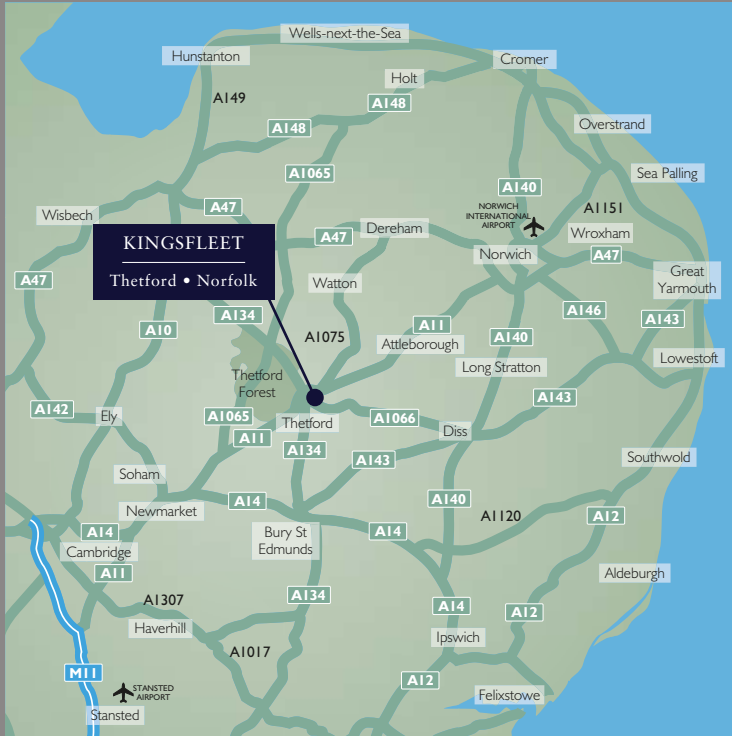 Wells-next-the-Sea
Hunstanton
Cromer
Holt
A149
A148
A148
Overstrand
A1065
Sea Palling
A140
A47
NORWICH
INTERNATIONAL
AIRPORT
A1151
Wisbech
Dereham
Wroxham
A47
KINGSFLEET
Thetford • Norfolk
Norwich
A47
A47
Great
Yarmouth
Watton
A134
A146
A143
A10
A11
A1075
A140
Attleborough
Long Stratton
Lowestoft
Thetford
Forest
A143
A142
Ely
A1065
A1066
Thetford
A11
Diss
A134
A143
Southwold
Soham
A14
A140
Newmarket
A1120
A12
A14
Cambridge
Bury St
Edmunds
A14
A11
Aldeburgh
A134
A1307
A14
A12
Haverhill
Ipswich
A1017
M11
A12
STANSTED
AIRPORT
Felixstowe
Stansted